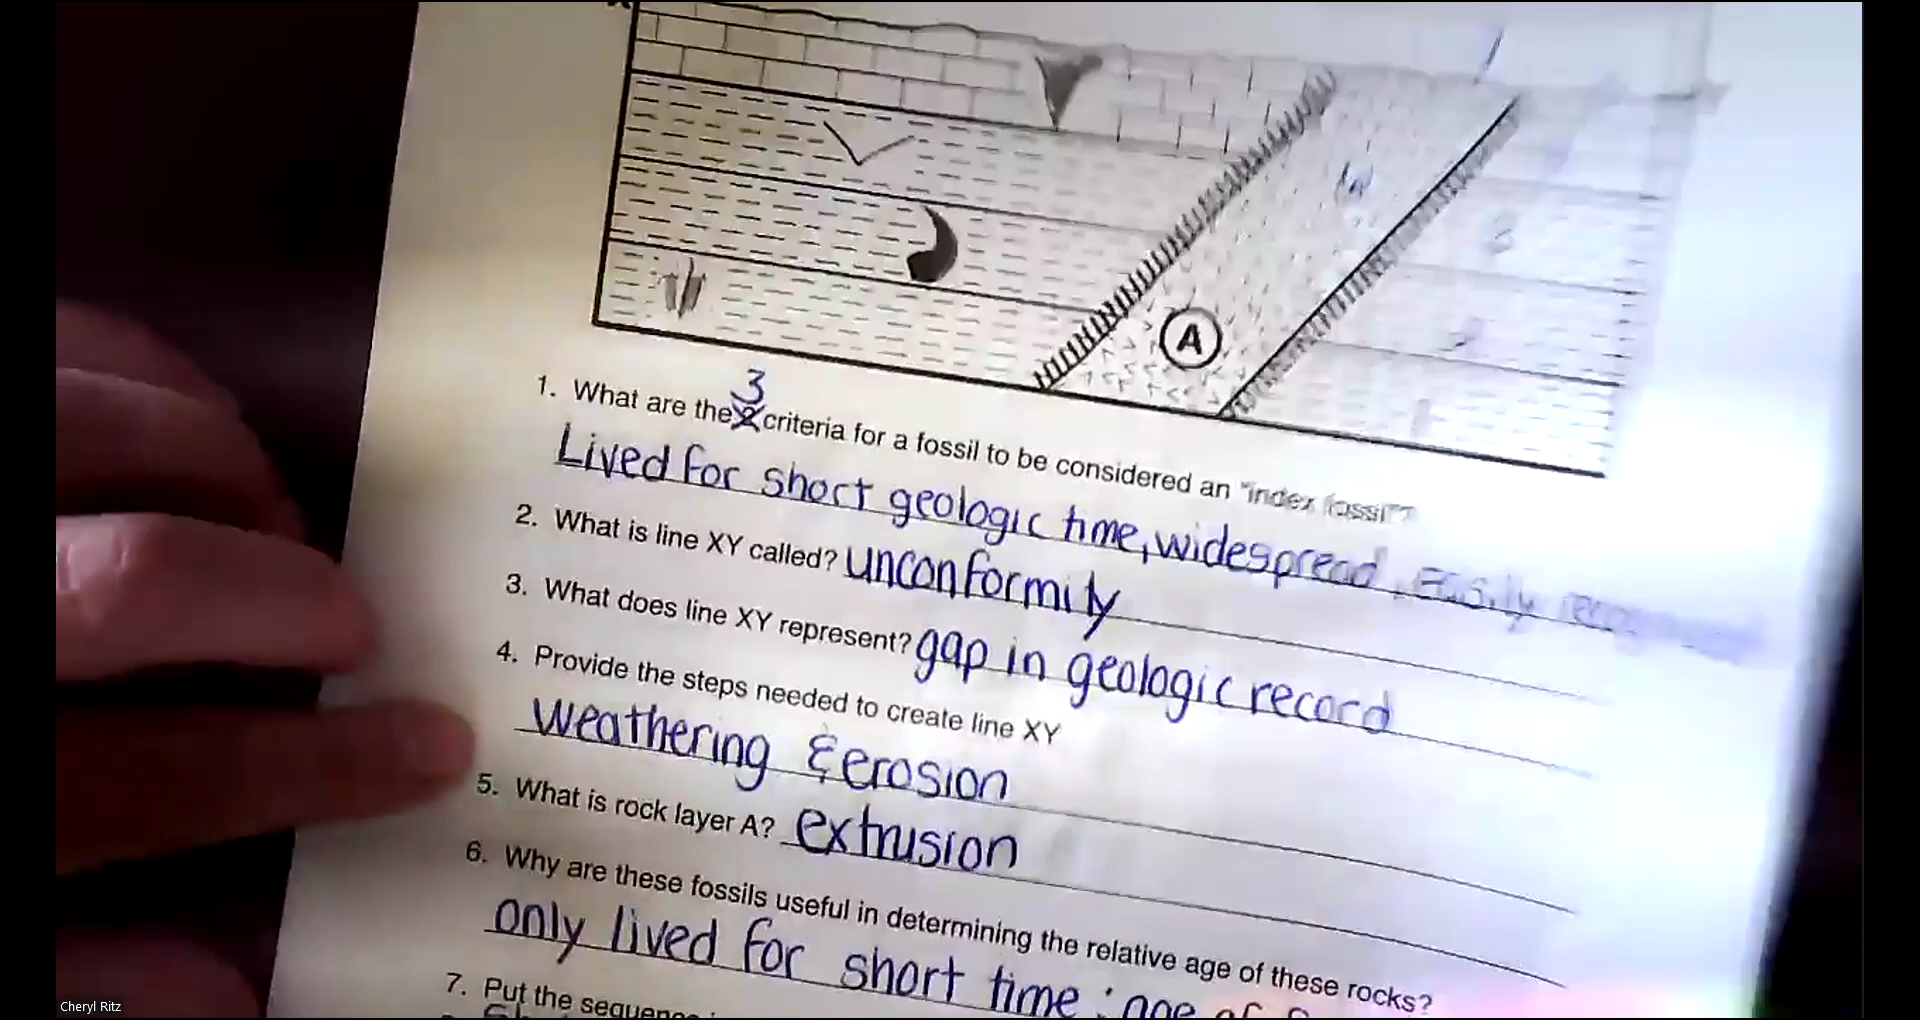 A
1. What are the 3 criteria for a fossil to be considered an "index fossil"?
Lived for short geologic time, widespread, Easily
2. What is line XY called? unconformity
3. What does line XY represent? gap in geologic record
4. Provide the steps needed to create line XY
weathering & erosion
5. What is rock layer A? extrusion
6. Why are these fossils useful in determining the relative age of these rocks?
only lived for short time :
7. Put the sequence
Cheryl Ritz